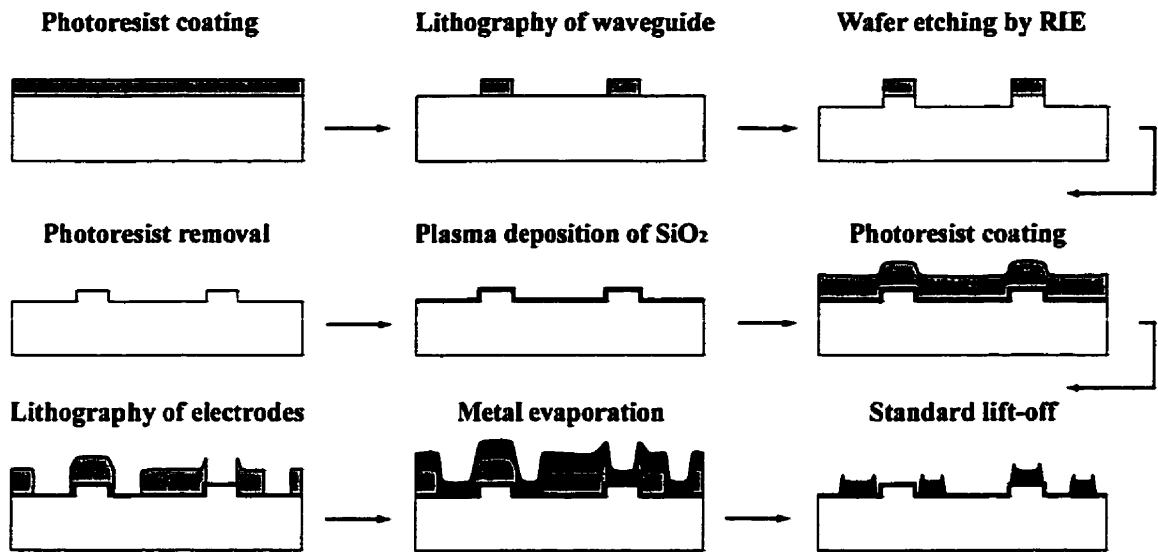 Photoresist coating
Lithography of waveguide
Wafer etching by RIE
Photoresist removal
Plasma deposition of SiO₂
Photoresist coating
Lithography of electrodes
Metal evaporation
Standard lift-off